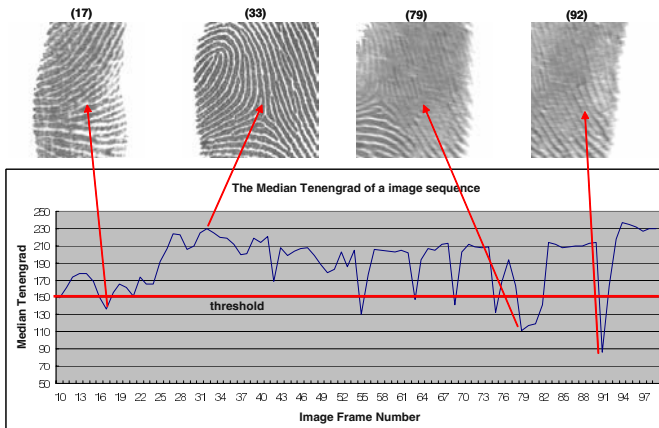 (17) (33) (79) (92)
The Median Tenengrad of a image sequence
250
230
210
190
170
150
130
110
90
70
50
Median Tenengrad
threshold
10 13 16 19 22 25 28 31 34 37 40 43 46 49 52 55 58 61 64 67 70 73 76 79 82 85 88 91 94 97
Image Frame Number